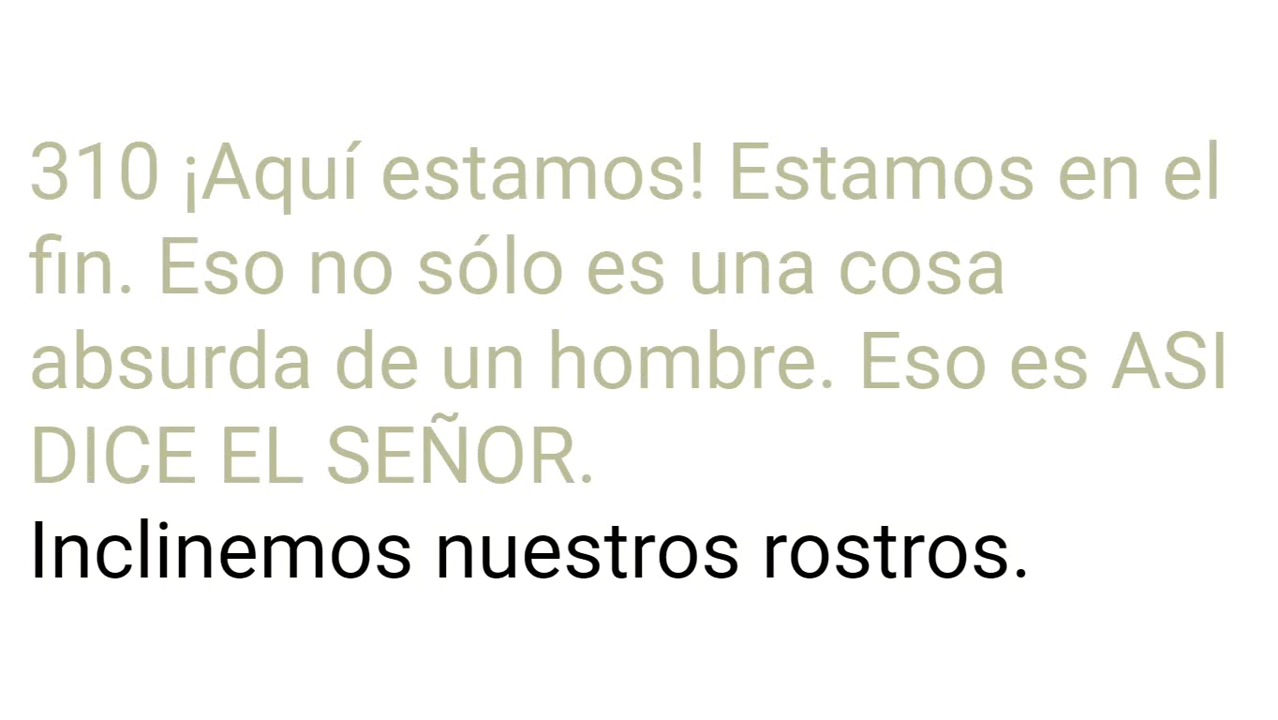 310 ¡Aquí estamos! Estamos en el
fin. Eso no sólo es una cosa
absurda de un hombre. Eso es ASI
DICE EL SEÑOR.
Inclinemos nuestros rostros.